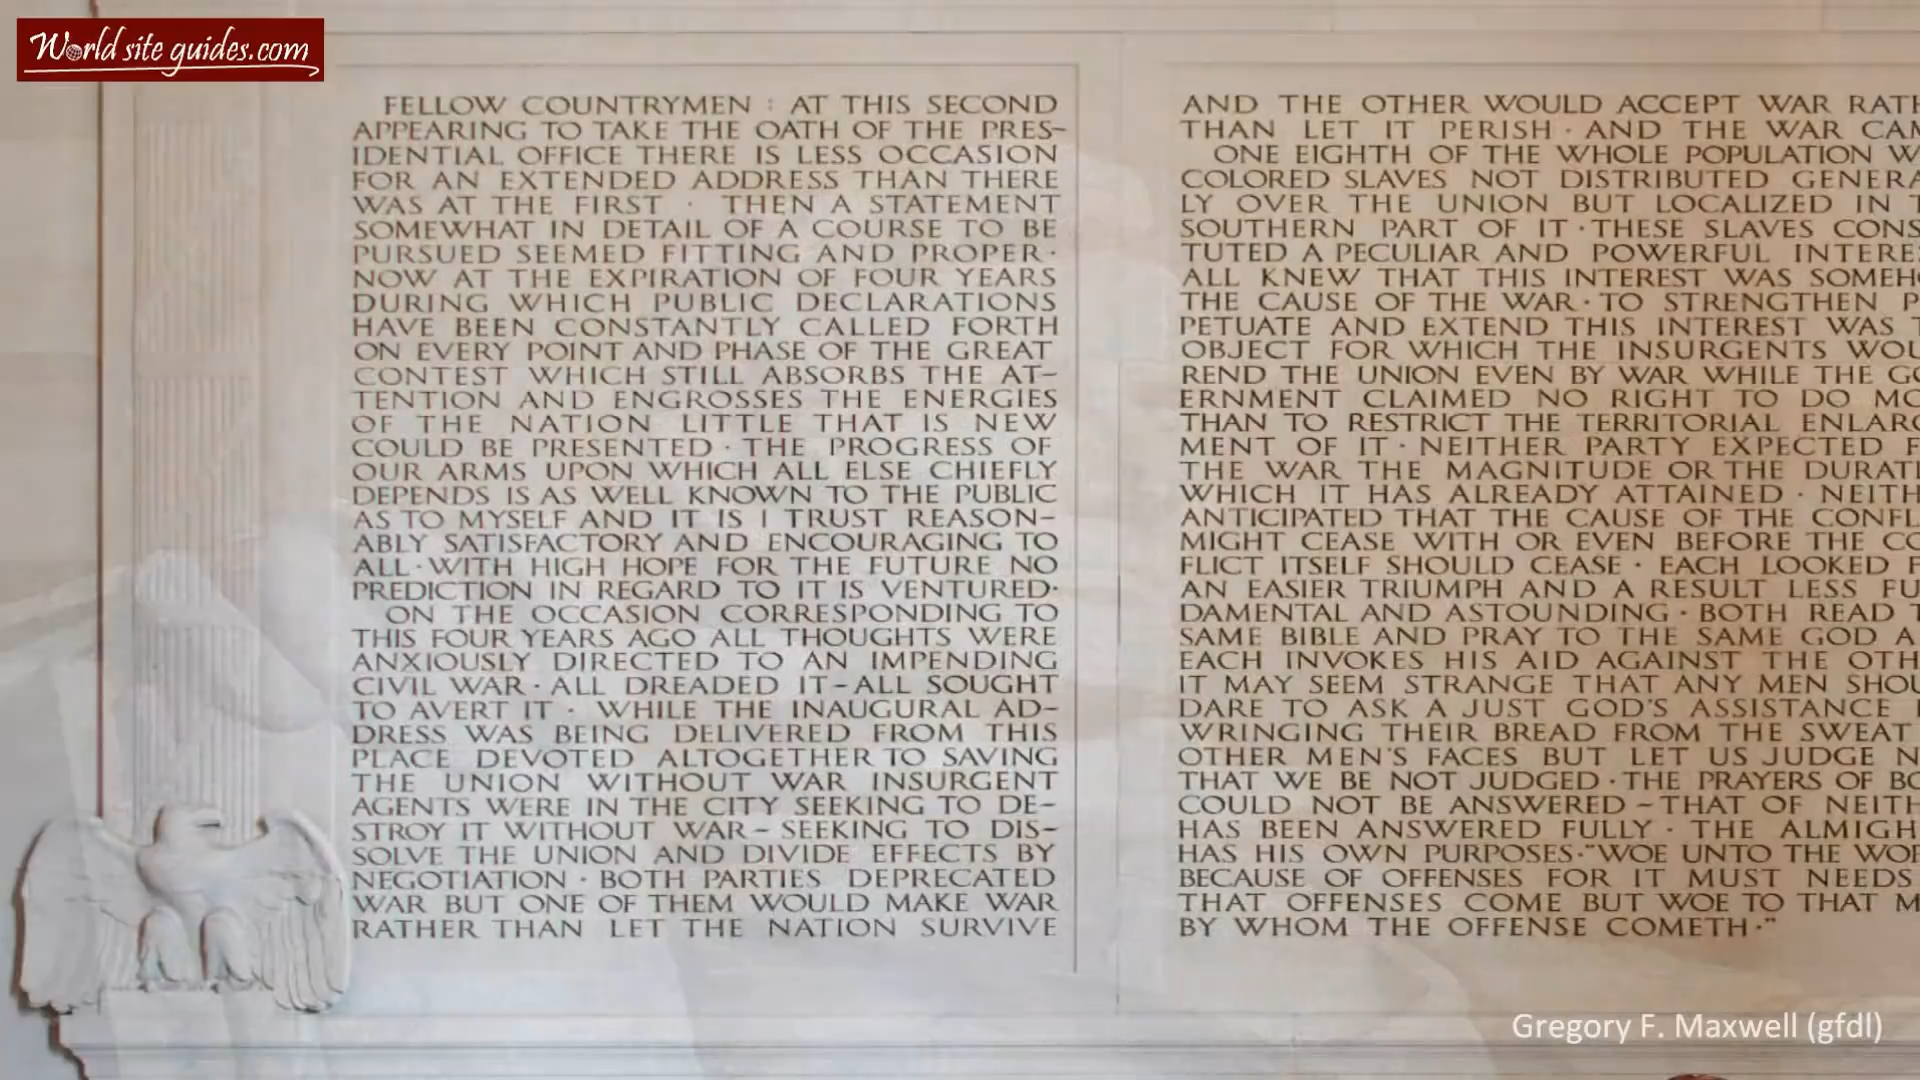 World site guides.com
FELLOW COUNTRYMEN : AT THIS SECOND
APPEARING TO TAKE THE OATH OF THE PRES-
IDENTIAL OFFICE THERE IS LESS OCCASION
FOR AN EXTENDED ADDRESS THAN THERE
WAS AT THE FIRST · THEN A STATEMENT
SOMEWHAT IN DETAIL OF A COURSE TO BE
PURSUED SEEMED FITTING AND PROPER ·
NOW AT THE EXPIRATION OF FOUR YEARS
DURING WHICH PUBLIC DECLARATIONS
HAVE BEEN CONSTANTLY CALLED FORTH
ON EVERY POINT AND PHASE OF THE GREAT
CONTEST WHICH STILL ABSORBS THE AT-
TENTION AND ENGROSSES THE ENERGIES
OF THE NATION LITTLE THAT IS NEW
COULD BE PRESENTED · THE PROGRESS OF
OUR ARMS UPON WHICH ALL ELSE CHIEFLY
DEPENDS IS AS WELL KNOWN TO THE PUBLIC
AS TO MYSELF AND IT IS I TRUST REASON-
ABLY SATISFACTORY AND ENCOURAGING TO
ALL · WITH HIGH HOPE FOR THE FUTURE NO
PREDICTION IN REGARD TO IT IS VENTURED ·
ON THE OCCASION CORRESPONDING TO
THIS FOUR YEARS AGO ALL THOUGHTS WERE
ANXIOUSLY DIRECTED TO AN IMPENDING
CIVIL WAR · ALL DREADED IT - ALL SOUGHT
TO AVERT IT · WHILE THE INAUGURAL AD-
DRESS WAS BEING DELIVERED FROM THIS
PLACE DEVOTED ALTOGETHER TO SAVING
THE UNION WITHOUT WAR INSURGENT
AGENTS WERE IN THE CITY SEEKING TO DE-
STROY IT WITHOUT WAR - SEEKING TO DIS-
SOLVE THE UNION AND DIVIDE EFFECTS BY
NEGOTIATION · BOTH PARTIES DEPRECATED
WAR BUT ONE OF THEM WOULD MAKE WAR
RATHER THAN LET THE NATION SURVIVE
AND THE OTHER WOULD ACCEPT WAR RATH
THAN LET IT PERISH · AND THE WAR CAM
ONE EIGHTH OF THE WHOLE POPULATION W
COLORED SLAVES NOT DISTRIBUTED GENERA
LY OVER THE UNION BUT LOCALIZED IN T
SOUTHERN PART OF IT · THESE SLAVES CONS
TUTED A PECULIAR AND POWERFUL INTERE
ALL KNEW THAT THIS INTEREST WAS SOMEH
THE CAUSE OF THE WAR · TO STRENGTHEN P
PETUATE AND EXTEND THIS INTEREST WAS T
OBJECT FOR WHICH THE INSURGENTS WOU
REND THE UNION EVEN BY WAR WHILE THE GO
ERNMENT CLAIMED NO RIGHT TO DO MO
THAN TO RESTRICT THE TERRITORIAL ENLARG
MENT OF IT · NEITHER PARTY EXPECTED F
THE WAR THE MAGNITUDE OR THE DURATI
WHICH IT HAS ALREADY ATTAINED · NEITH
ANTICIPATED THAT THE CAUSE OF THE CONFL
MIGHT CEASE WITH OR EVEN BEFORE THE CO
FLICT ITSELF SHOULD CEASE · EACH LOOKED F
AN EASIER TRIUMPH AND A RESULT LESS FU
DAMENTAL AND ASTOUNDING · BOTH READ T
SAME BIBLE AND PRAY TO THE SAME GOD A
EACH INVOKES HIS AID AGAINST THE OTH
IT MAY SEEM STRANGE THAT ANY MEN SHOU
DARE TO ASK A JUST GOD'S ASSISTANCE
WRINGING THEIR BREAD FROM THE SWEAT
OTHER MEN'S FACES BUT LET US JUDGE N
THAT WE BE NOT JUDGED · THE PRAYERS OF BO
COULD NOT BE ANSWERED - THAT OF NEITH
HAS BEEN ANSWERED FULLY · THE ALMIGH
HAS HIS OWN PURPOSES · "WOE UNTO THE WOR
BECAUSE OF OFFENSES FOR IT MUST NEEDS
THAT OFFENSES COME BUT WOE TO THAT M
BY WHOM THE OFFENSE COMETH ·"
Gregory F. Maxwell (gfdl)